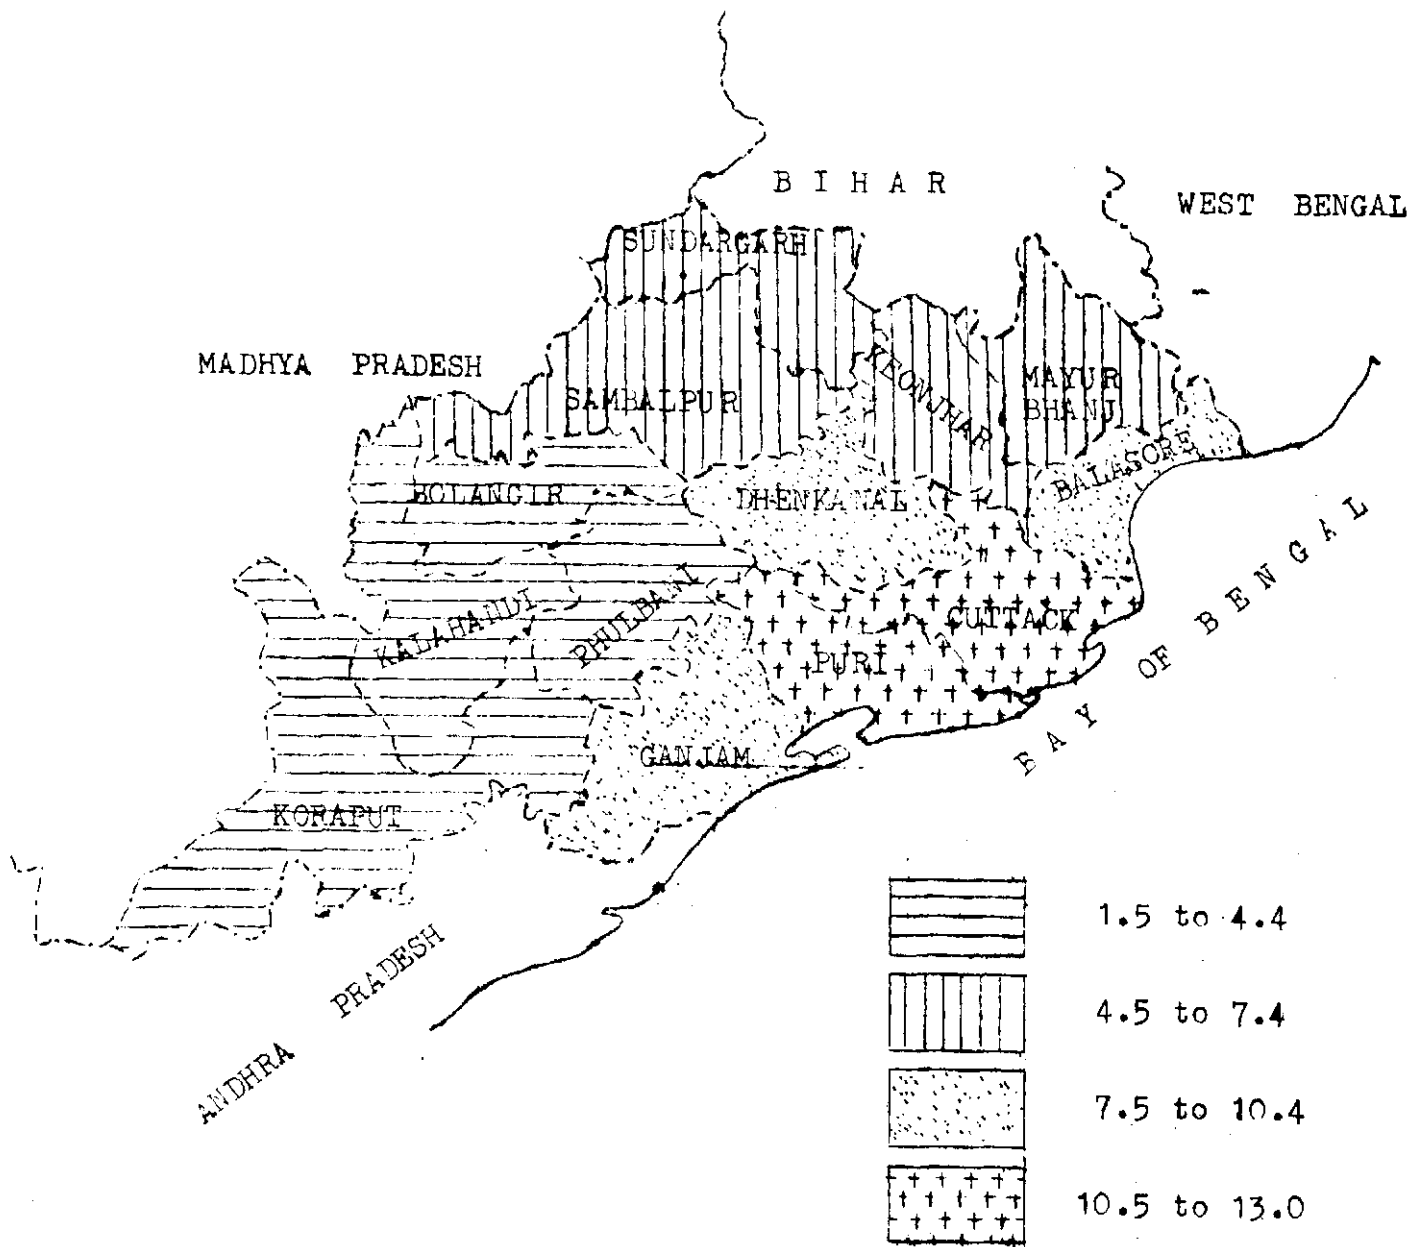 BIHAR
WEST BENGAL
SUNDARGARH
MADHYA PRADESH
KEONJHAR
MAYUR
BHANJ
SAMBALPUR
BALASORE
BOLANGIR
DHENKANAL
BAY OF BENGAL
KALAHANDI
PHULBANI
CUTTACK
PURI
GANJAM
KORAPUT
ANDHRA PRADESH
1.5 to 4.4
4.5 to 7.4
7.5 to 10.4
10.5 to 13.0